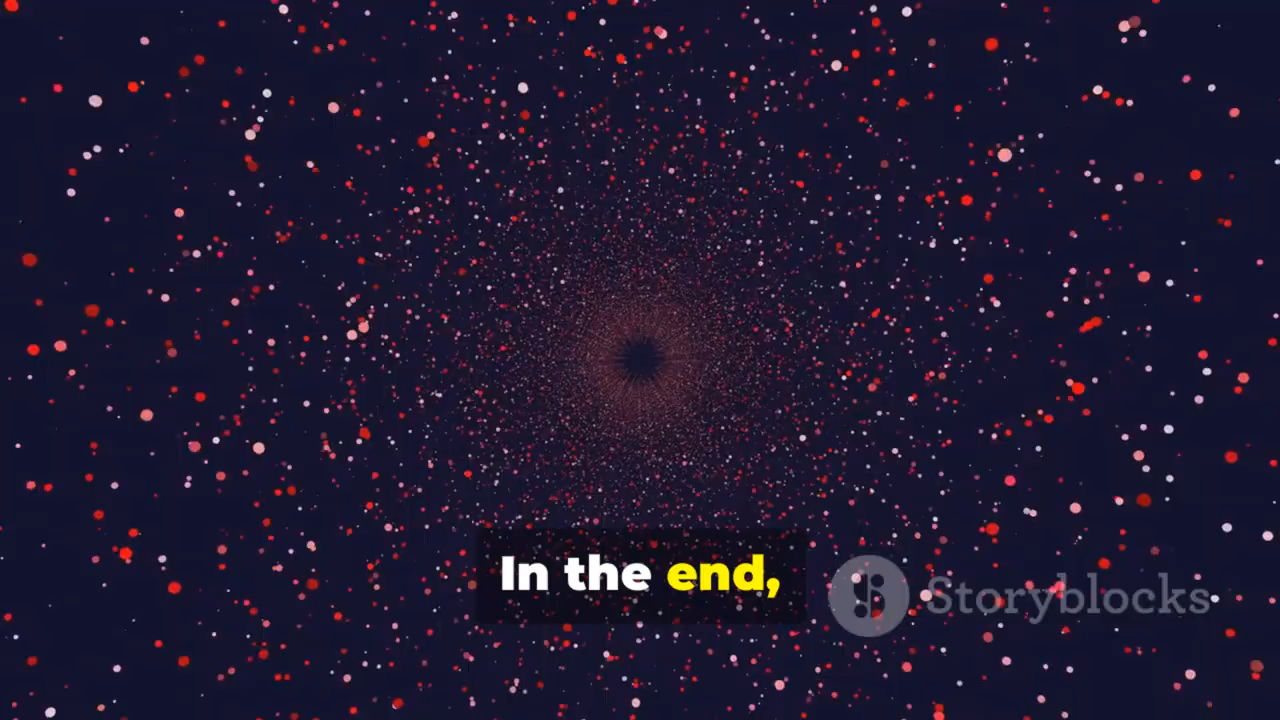 In the end,
Storyblocks